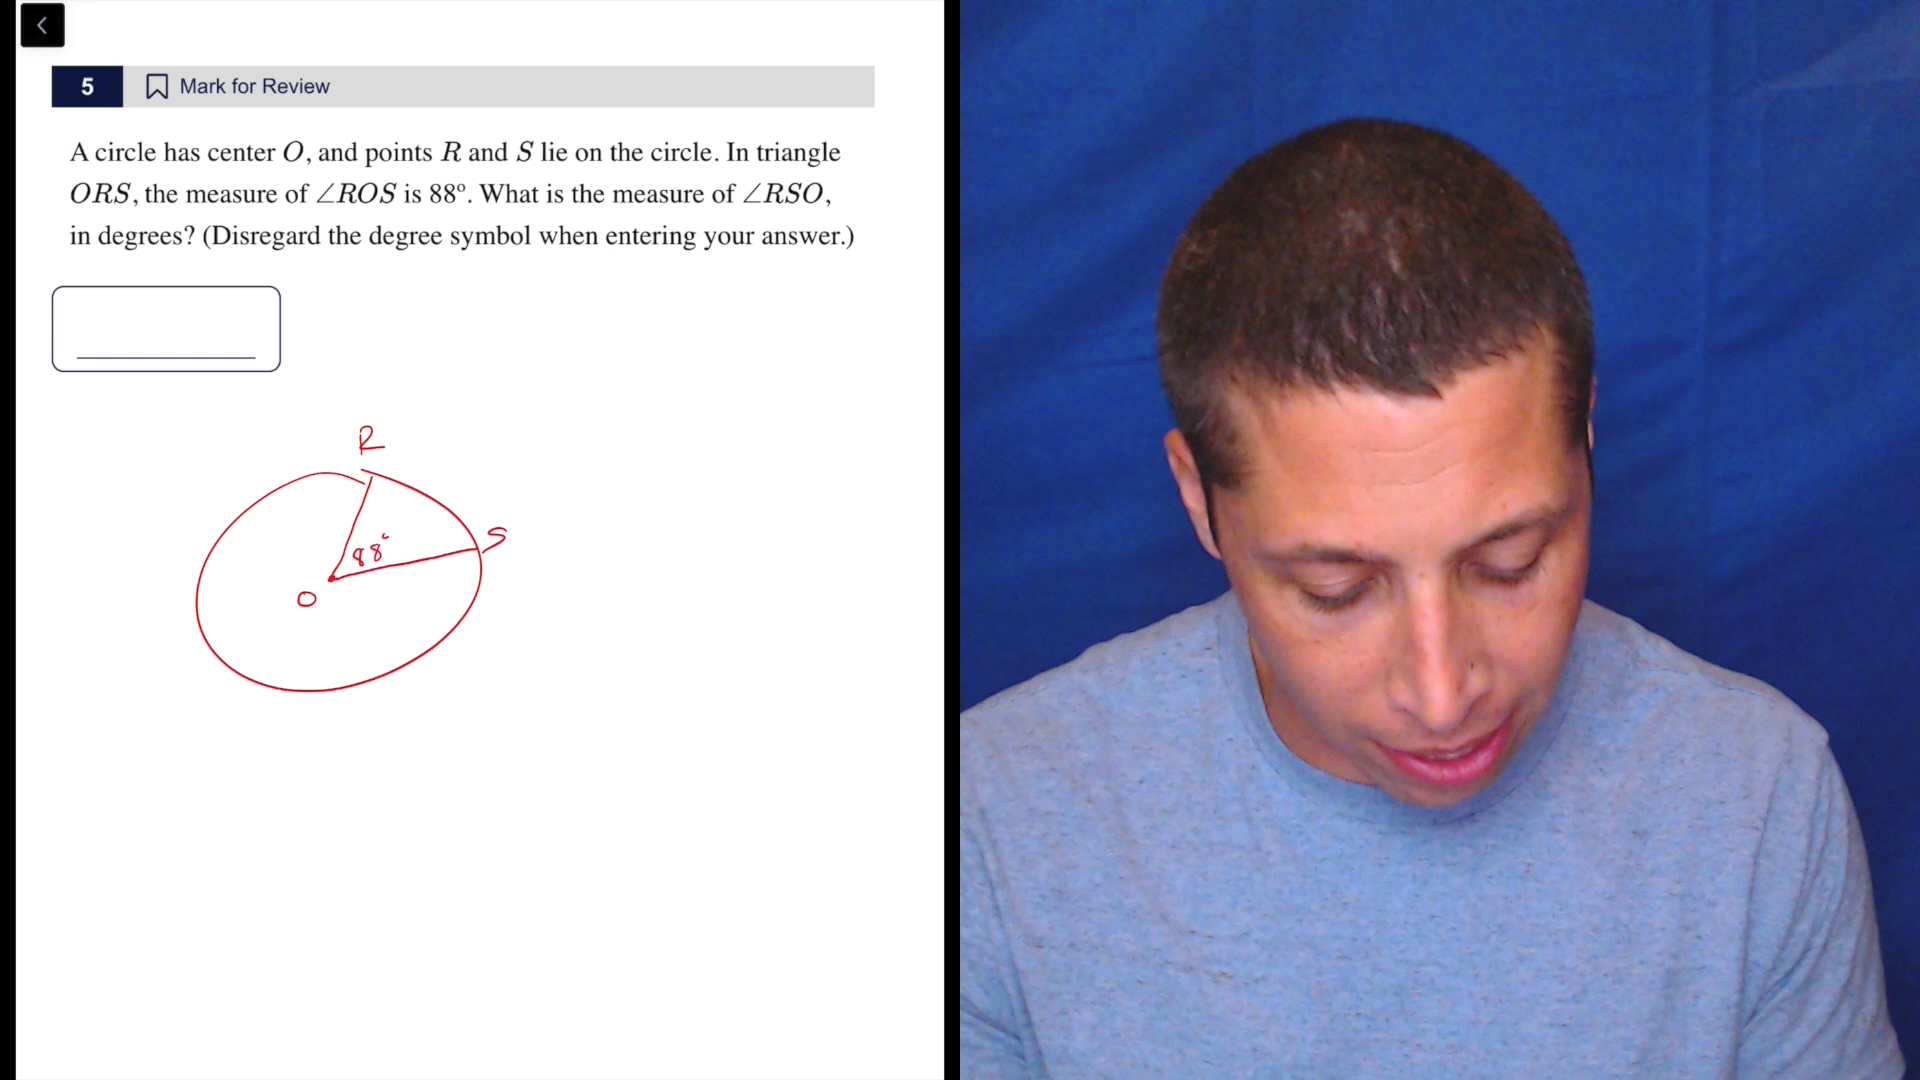 5 Mark for Review
A circle has center O, and points R and S lie on the circle. In triangle
ORS, the measure of ∠ROS is 88°. What is the measure of ∠RSO,
in degrees? (Disregard the degree symbol when entering your answer.)
R
S
88°
O